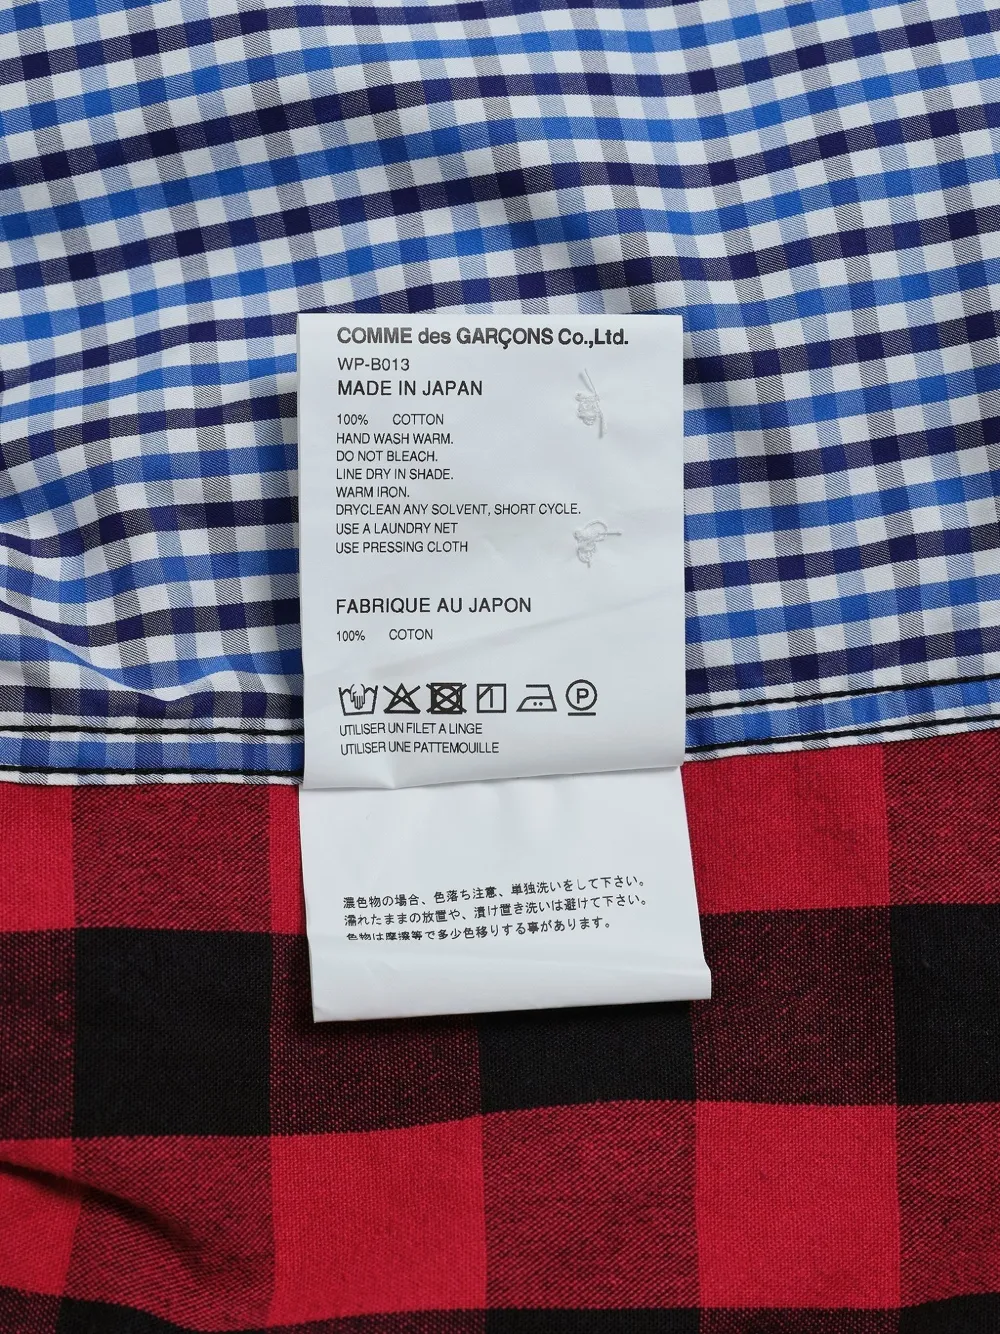 COMME des GARÇONS Co.,Ltd.
WP-B013
MADE IN JAPAN
100% COTTON
HAND WASH WARM.
DO NOT BLEACH.
LINE DRY IN SHADE.
WARM IRON.
DRYCLEAN ANY SOLVENT, SHORT CYCLE.
USE A LAUNDRY NET
USE PRESSING CLOTH
FABRIQUE AU JAPON
100% COTON
P
UTILISER UN FILET A LINGE
UTILISER UNE PATTEMOUILLE
濃色物の場合、色落ち注意、単独洗いをして下さい。
濡れたままの放置や、漬け置き洗いは避けて下さい。
色物は摩擦等で多少色移りする事があります。